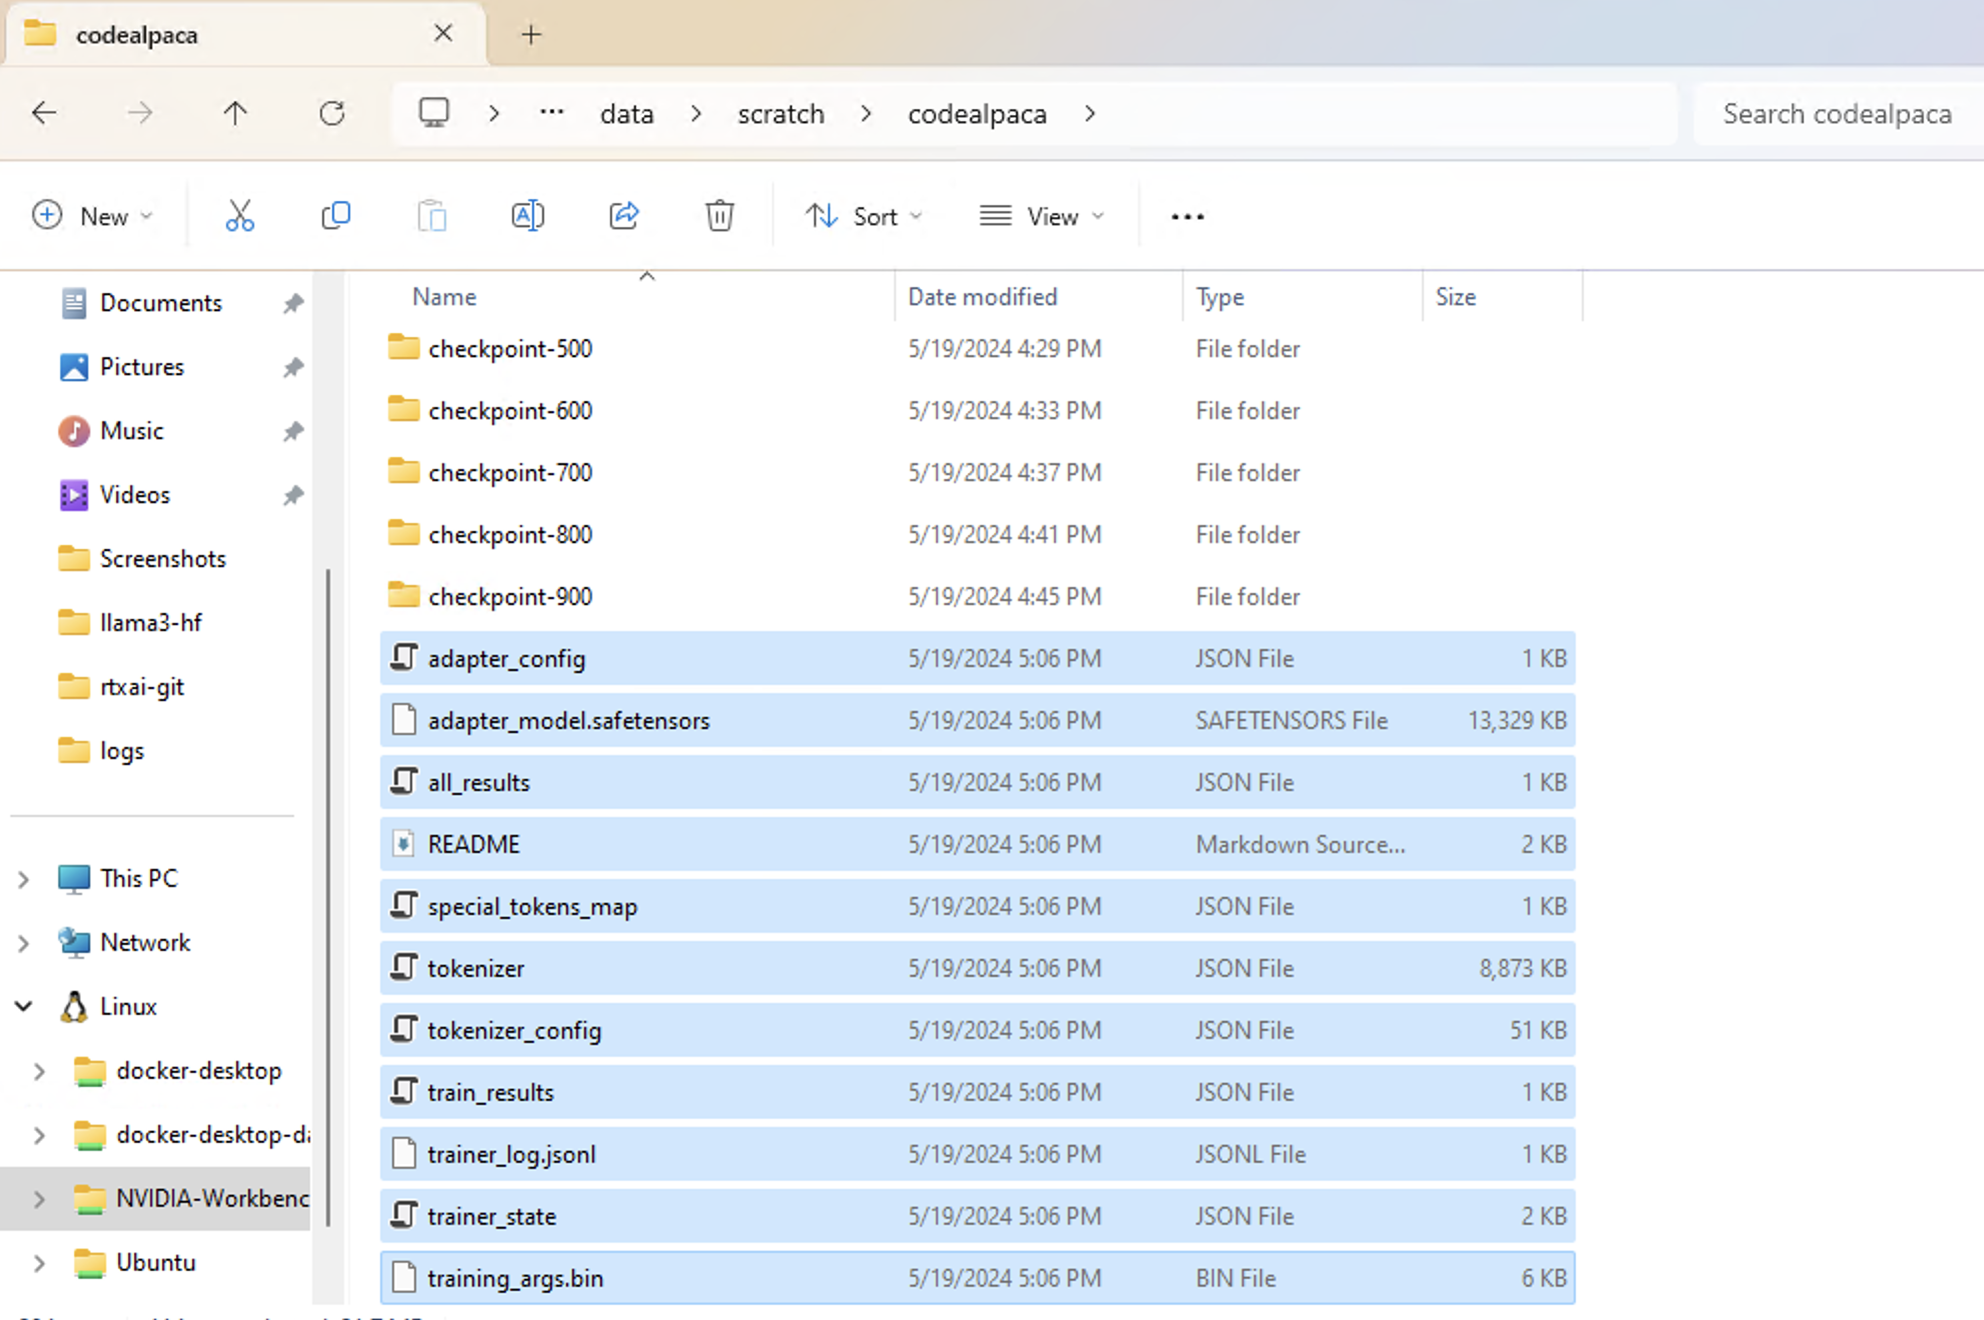 codealpaca
data > scratch > codealpaca >
Search codealpaca
New
Sort
View
Documents
Pictures
Music
Videos
Screenshots
llama3-hf
rtxai-git
logs
This PC
Network
Linux
docker-desktop
docker-desktop-da
NVIDIA-Workbenc
Ubuntu
Name Date modified Type Size
checkpoint-500 5/19/2024 4:29 PM File folder
checkpoint-600 5/19/2024 4:33 PM File folder
checkpoint-700 5/19/2024 4:37 PM File folder
checkpoint-800 5/19/2024 4:41 PM File folder
checkpoint-900 5/19/2024 4:45 PM File folder
adapter_config 5/19/2024 5:06 PM JSON File 1 KB
adapter_model.safetensors 5/19/2024 5:06 PM SAFETENSORS File 13,329 KB
all_results 5/19/2024 5:06 PM JSON File 1 KB
README 5/19/2024 5:06 PM Markdown Source... 2 KB
special_tokens_map 5/19/2024 5:06 PM JSON File 1 KB
tokenizer 5/19/2024 5:06 PM JSON File 8,873 KB
tokenizer_config 5/19/2024 5:06 PM JSON File 51 KB
train_results 5/19/2024 5:06 PM JSON File 1 KB
trainer_log.jsonl 5/19/2024 5:06 PM JSONL File 1 KB
trainer_state 5/19/2024 5:06 PM JSON File 2 KB
training_args.bin 5/19/2024 5:06 PM BIN File 6 KB